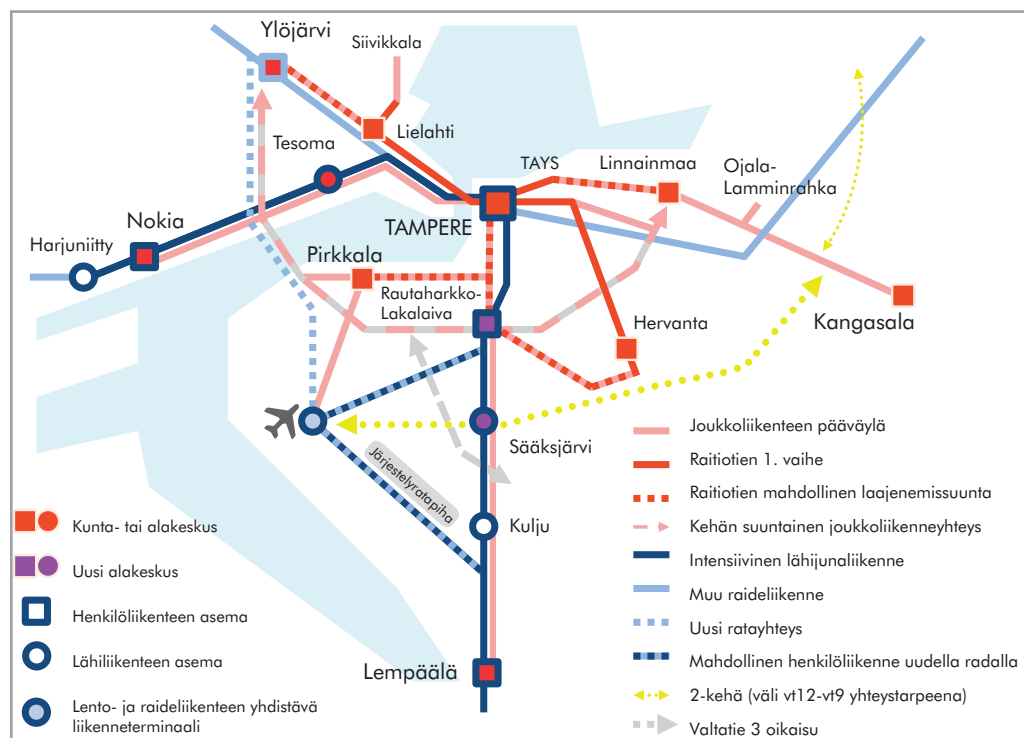 Ylöjärvi
Siivikkala
Tesoma
Lielahti
TAYS
Linnainmaa
Ojala-
Lamminrahka
Nokia
TAMPERE
Harjuniitty
Pirkkala
Rautaharkko-
Lakalaiva
Hervanta
Kangasala
Sääksjärvi
Järjestelyratapiha
Kulju
Lempäälä
Kunta- tai alakeskus
Uusi alakeskus
Henkilöliikenteen asema
Lähiliikenteen asema
Lento- ja raideliikenteen yhdistävä
liikenneterminaali
Joukkoliikenteen pääväylä
Raitiotien 1. vaihe
Raitiotien mahdollinen laajenemissuunta
Kehän suuntainen joukkoliikenneyhteys
Intensiivinen lähijunaliikenne
Muu raideliikenne
Uusi ratayhteys
Mahdollinen henkilöliikenne uudella radalla
2-kehä (väli vt12-vt9 yhteystarpeena)
Valtatie 3 oikaisu